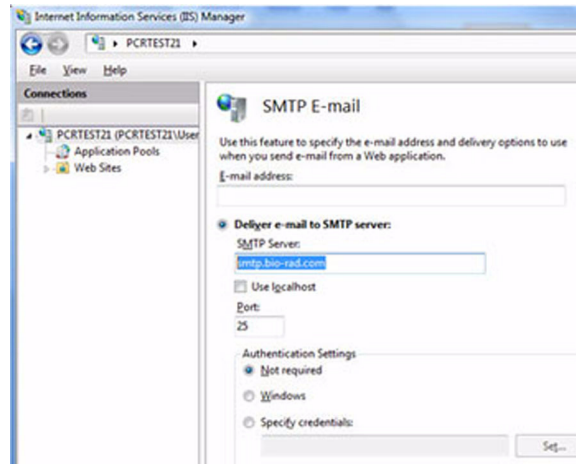 Internet Information Services (IIS) Manager
PCRTEST21
File View Help
Connections
PCRTEST21 (PCRTEST21\User
Application Pools
Web Sites
SMTP E-mail
Use this feature to specify the e-mail address and delivery options to use
when you send e-mail from a Web application.
E-mail address:
Deliver e-mail to SMTP server:
SMTP Server:
smtp.bio-rad.com
Use localhost
Port:
25
Authentication Settings
Not required
Windows
Specify credentials:
Set...